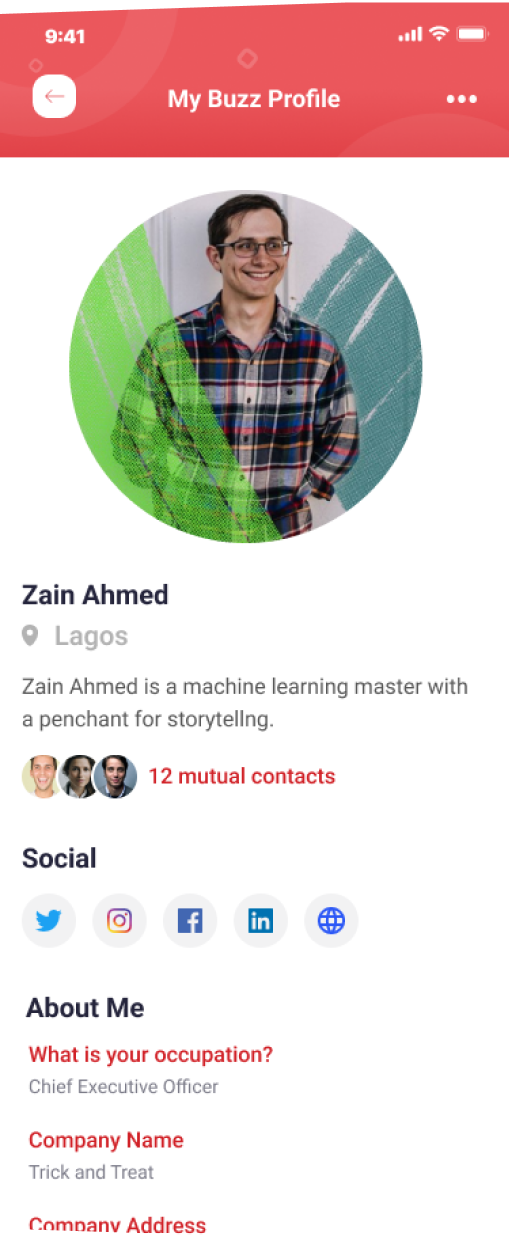 9:41
My Buzz Profile
Zain Ahmed
Lagos
Zain Ahmed is a machine learning master with
a penchant for storytellng.
12 mutual contacts
Social
in
About Me
What is your occupation?
Chief Executive Officer
Company Name
Trick and Treat
Company Address